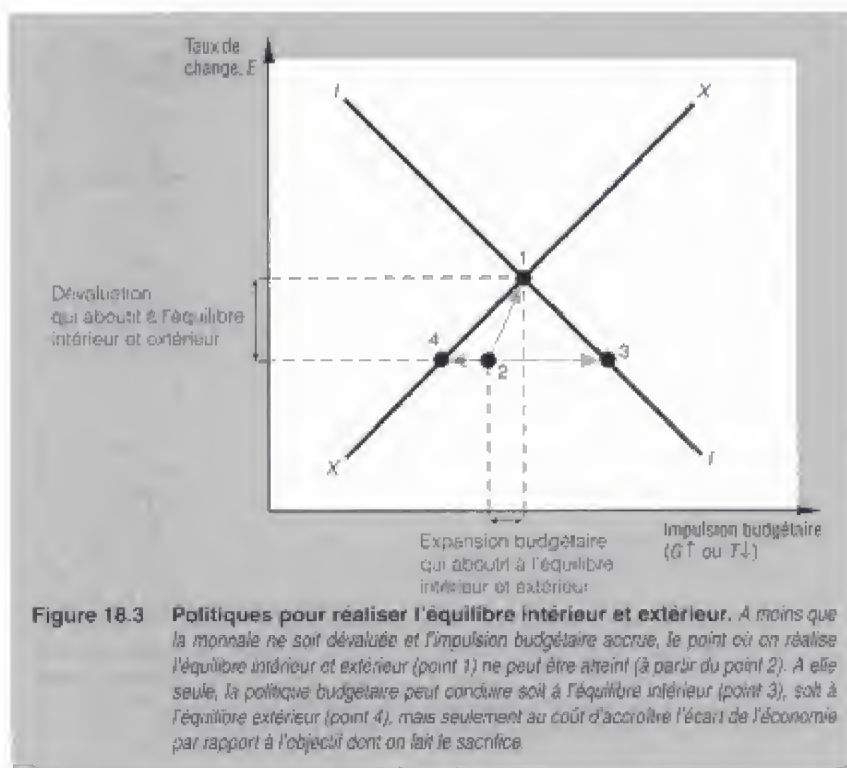 Taux de
change, E
I
X
1
Dévaluation
qui aboutit à l'équilibre
intérieur et extérieur
4
2
3
X
I
Impulsion budgétaire
(G↑ ou T↓)
Expansion budgétaire
qui aboutit à l'équilibre
intérieur et extérieur
Figure 18.3 Politiques pour réaliser l'équilibre intérieur et extérieur. A moins que
la monnaie ne soit dévaluée et l'impulsion budgétaire accrue, le point où on réalise
l'équilibre intérieur et extérieur (point 1) ne peut être atteint (à partir du point 2). A elle
seule, la politique budgétaire peut conduire soit à l'équilibre intérieur (point 3), soit à
l'équilibre extérieur (point 4), mais seulement au coût d'accroître l'écart de l'économie
par rapport à l'objectif dont on fait le sacrifice